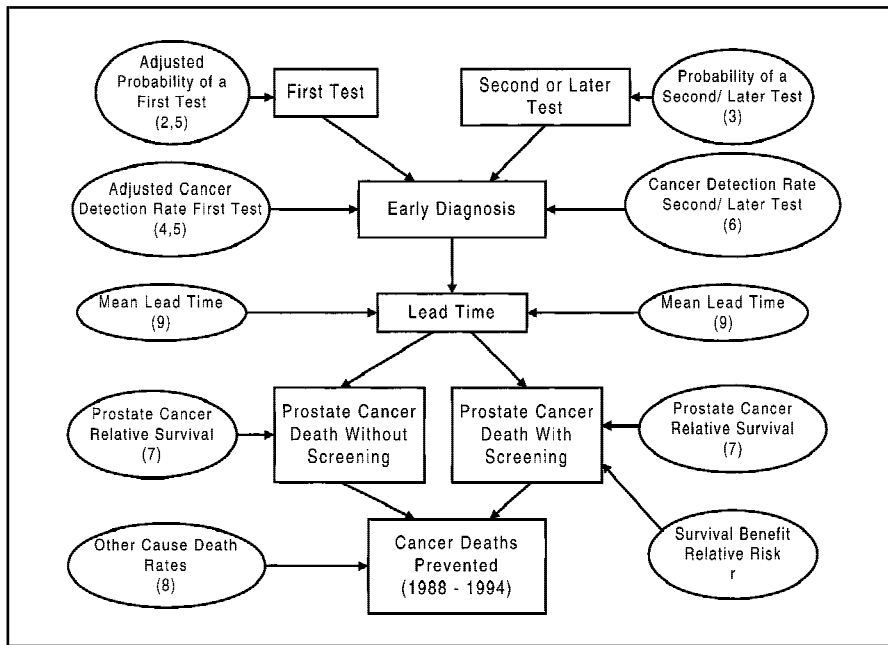 Adjusted
Probability of a
First Test
(2,5)
First Test
Second or Later
Test
Probability of a
Second/ Later Test
(3)
Adjusted Cancer
Detection Rate First Test
(4,5)
Early Diagnosis
Cancer Detection Rate
Second/ Later Test
(6)
Mean Lead Time
(9)
Lead Time
Mean Lead Time
(9)
Prostate Cancer
Relative Survival
(7)
Prostate Cancer
Death Without
Screening
Prostate Cancer
Death With
Screening
Prostate Cancer
Relative Survival
(7)
Other Cause Death
Rates
(8)
Cancer Deaths
Prevented
(1988 - 1994)
Survival Benefit
Relative Risk
r